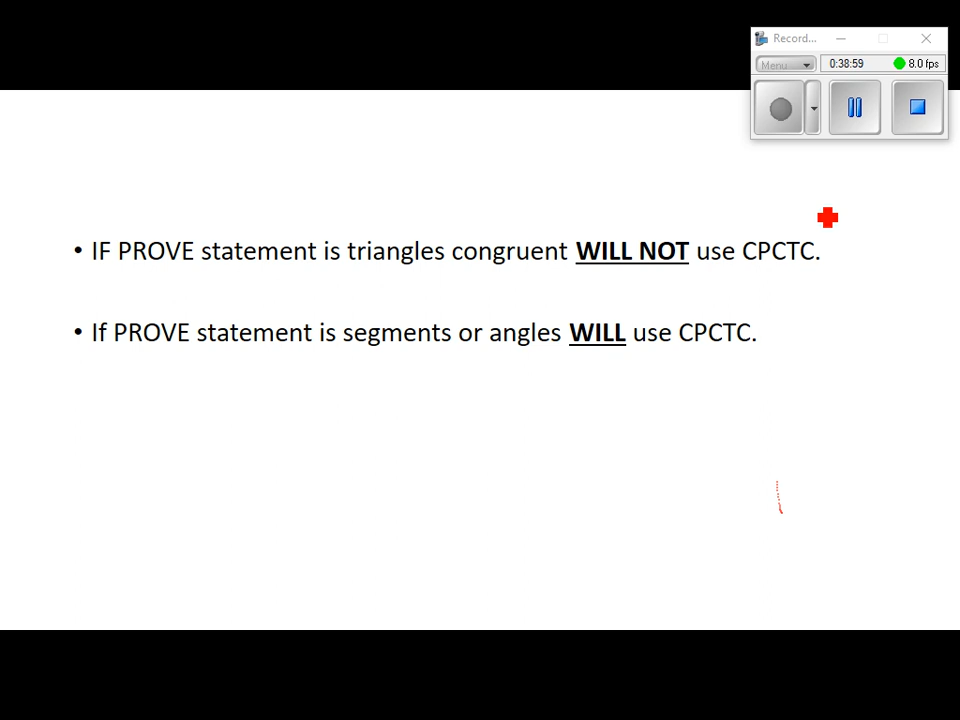 Record...
Menu
0:38:59
8.0 fps
• IF PROVE statement is triangles congruent WILL NOT use CPCTC.
• If PROVE statement is segments or angles WILL use CPCTC.